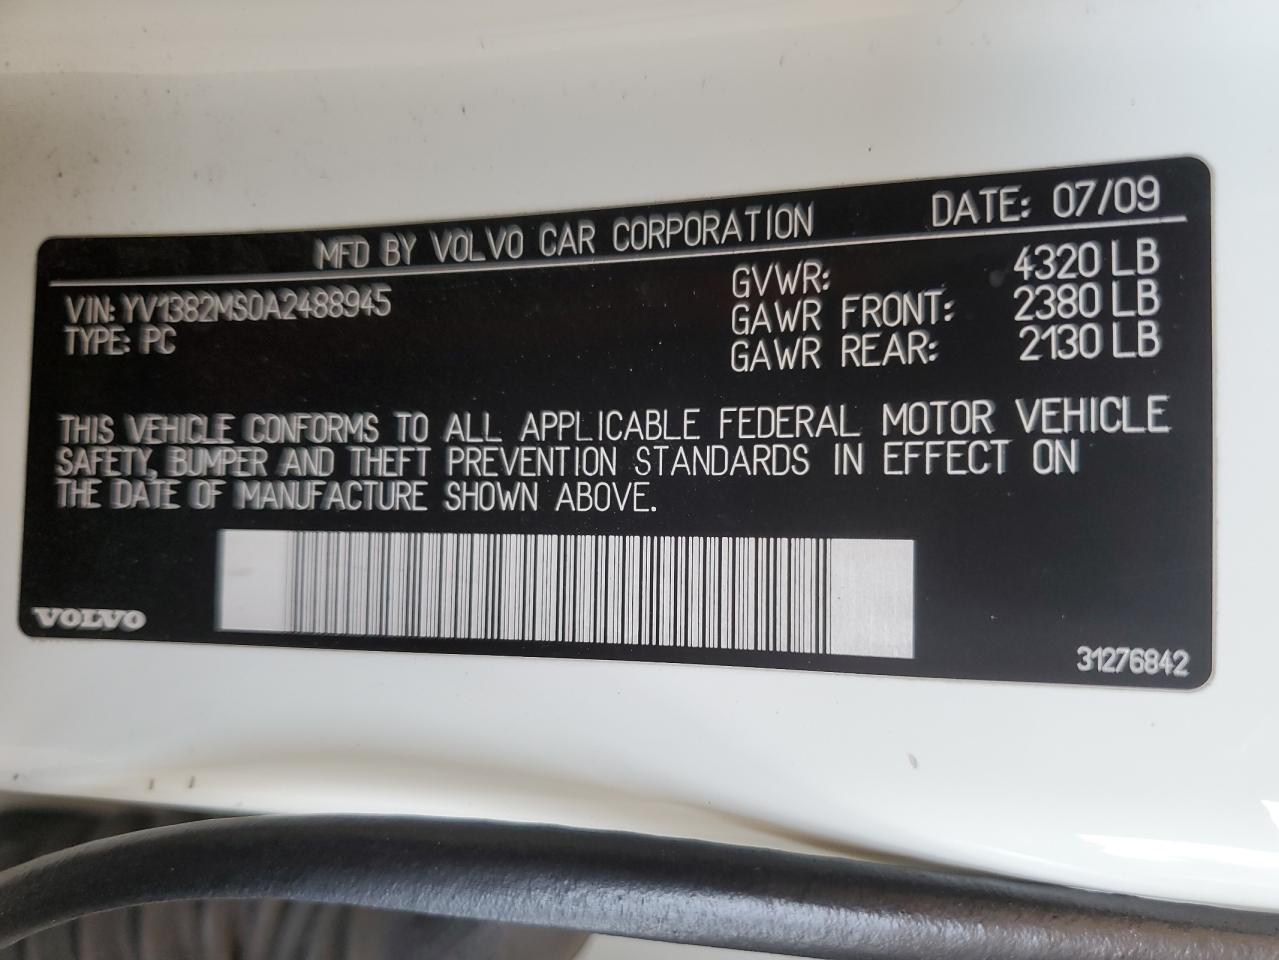 MFD BY VOLVO CAR CORPORATION DATE: 07/09
VIN: YV1382MS0A2488945
TYPE: PC
GVWR: 4320 LB
GAWR FRONT: 2380 LB
GAWR REAR: 2130 LB
THIS VEHICLE CONFORMS TO ALL APPLICABLE FEDERAL MOTOR VEHICLE
SAFETY, BUMPER AND THEFT PREVENTION STANDARDS IN EFFECT ON
THE DATE OF MANUFACTURE SHOWN ABOVE.
VOLVO
31276842